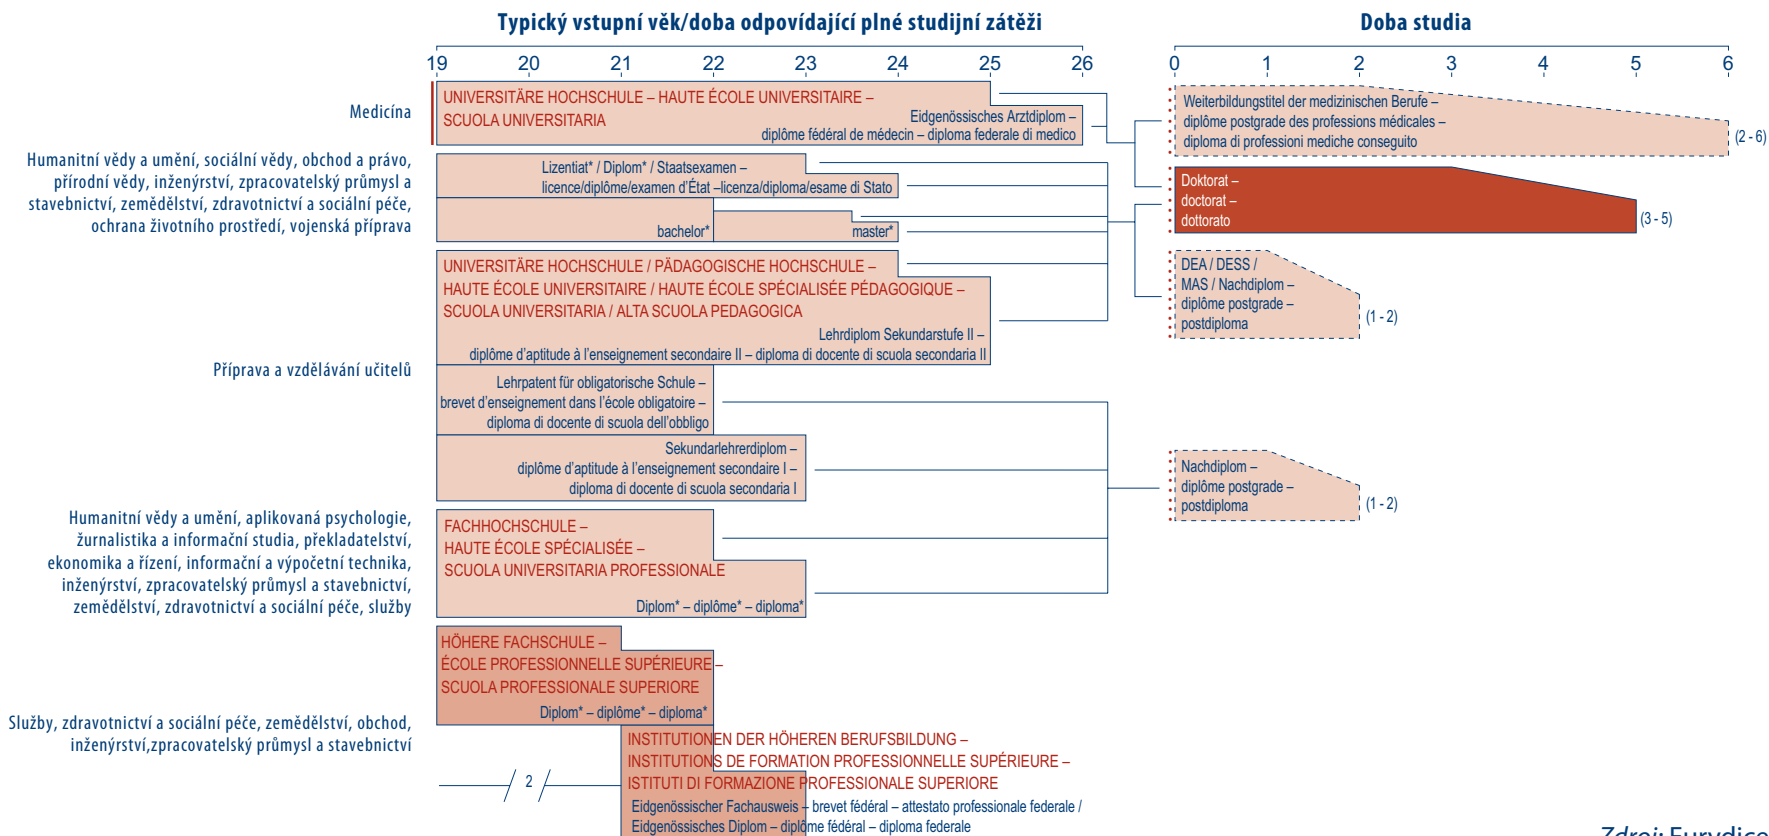 Typický vstupní věk/doba odpovídající plné studijní zátěži
Doba studia
19 20 21 22 23 24 25 26
0 1 2 3 4 5 6
Medicína
UNIVERSITÄRE HOCHSCHULE – HAUTE ÉCOLE UNIVERSITAIRE –
SCUOLA UNIVERSITARIA
Eidgenössisches Arztdiplom –
diplôme fédéral de médecin – diploma federale di medico
Weiterbildungstitel der medizinischen Berufe –
diplôme postgrade des professions médicales –
diploma di professioni mediche conseguito
(2 - 6)
Humanitní vědy a umění, sociální vědy, obchod a právo,
přírodní vědy, inženýrství, zpracovatelský průmysl a
stavebnictví, zemědělství, zdravotnictví a sociální péče,
ochrana životního prostředí, vojenská příprava
Lizentiat* / Diplom* / Staatsexamen –
licence/diplôme/examen d'État –licenza/diploma/esame di Stato
bachelor*
master*
Doktorat –
doctorat –
dottorato
(3 - 5)
UNIVERSITÄRE HOCHSCHULE / PÄDAGOGISCHE HOCHSCHULE –
HAUTE ÉCOLE UNIVERSITAIRE / HAUTE ÉCOLE SPÉCIALISÉE PÉDAGOGIQUE –
SCUOLA UNIVERSITARIA / ALTA SCUOLA PEDAGOGICA
Lehrdiplom Sekundarstufe II –
diplôme d'aptitude à l'enseignement secondaire II – diploma di docente di scuola secondaria II
DEA / DESS /
MAS / Nachdiplom –
diplôme postgrade –
postdiploma
(1 - 2)
Příprava a vzdělávání učitelů
Lehrpatent für obligatorische Schule –
brevet d'enseignement dans l'école obligatoire –
diploma di docente di scuola dell'obbligo
Sekundarlehrerdiplom –
diplôme d'aptitude à l'enseignement secondaire I –
diploma di docente di scuola secondaria I
Nachdiplom –
diplôme postgrade –
postdiploma
(1 - 2)
Humanitní vědy a umění, aplikovaná psychologie,
žurnalistika a informační studia, překladatelství,
ekonomika a řízení, informační a výpočetní technika,
inženýrství, zpracovatelský průmysl a stavebnictví,
zemědělství, zdravotnictví a sociální péče, služby
FACHHOCHSCHULE –
HAUTE ÉCOLE SPÉCIALISÉE –
SCUOLA UNIVERSITARIA PROFESSIONALE
Diplom* – diplôme* – diploma*
HÖHERE FACHSCHULE –
ÉCOLE PROFESSIONNELLE SUPÉRIEURE –
SCUOLA PROFESSIONALE SUPERIORE
Diplom* – diplôme* – diploma*
Služby, zdravotnictví a sociální péče, zemědělství, obchod,
inženýrství,zpracovatelský průmysl a stavebnictví
2
INSTITUTIONEN DER HÖHEREN BERUFSBILDUNG –
INSTITUTIONS DE FORMATION PROFESSIONNELLE SUPÉRIEURE –
ISTITUTI DI FORMAZIONE PROFESSIONALE SUPERIORE
Eidgenössischer Fachausweis – brevet fédéral – attestato professionale federale /
Eidgenössisches Diplom – diplôme fédéral – diploma federale
Zdroj: Eurydice